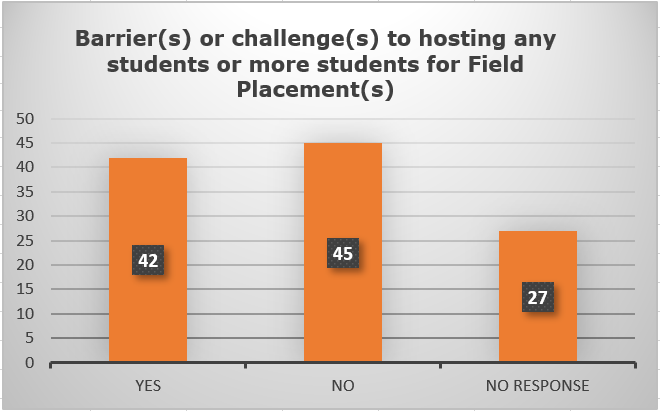 Barrier(s) or challenge(s) to hosting any
students or more students for Field
Placement(s)
50
45
40
35
30
25
20
15
10
5
0
42
45
27
YES
NO
NO RESPONSE